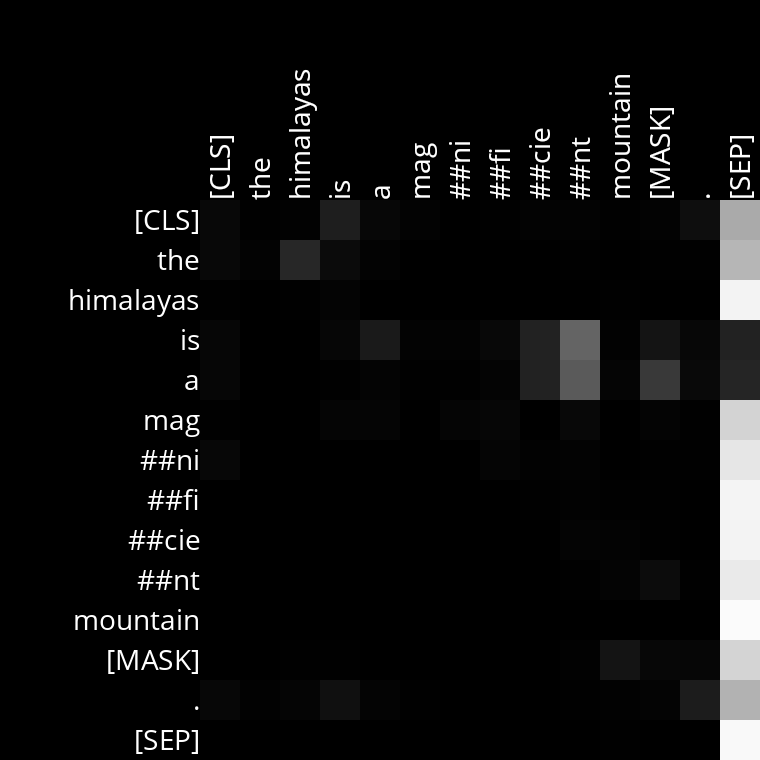 [CLS] the himalayas is a mag ##ni ##fi ##cie ##nt mountain [MASK] . [SEP]
[CLS]
the
himalayas
is
a
mag
##ni
##fi
##cie
##nt
mountain
[MASK]
.
[SEP]